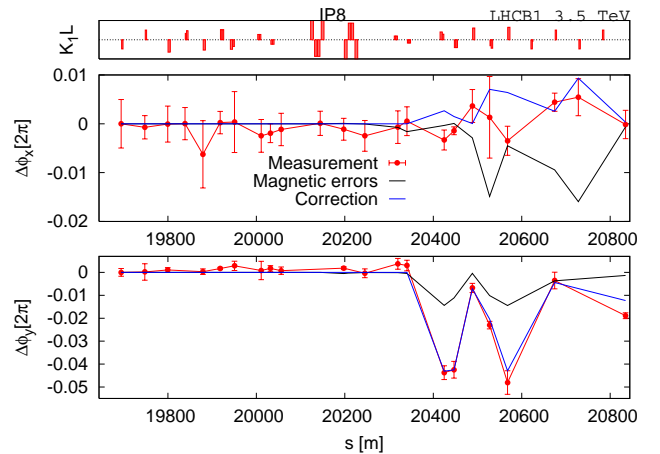 IP8
LHCB1 3.5 TeV
K₁L
0.01
0
-0.01
-0.02
Δϕₓ[2π]
Measurement
Magnetic errors
Correction
19800 20000 20200 20400 20600 20800
0
-0.01
-0.02
-0.03
-0.04
-0.05
Δϕᵧ[2π]
19800 20000 20200 20400 20600 20800
s [m]